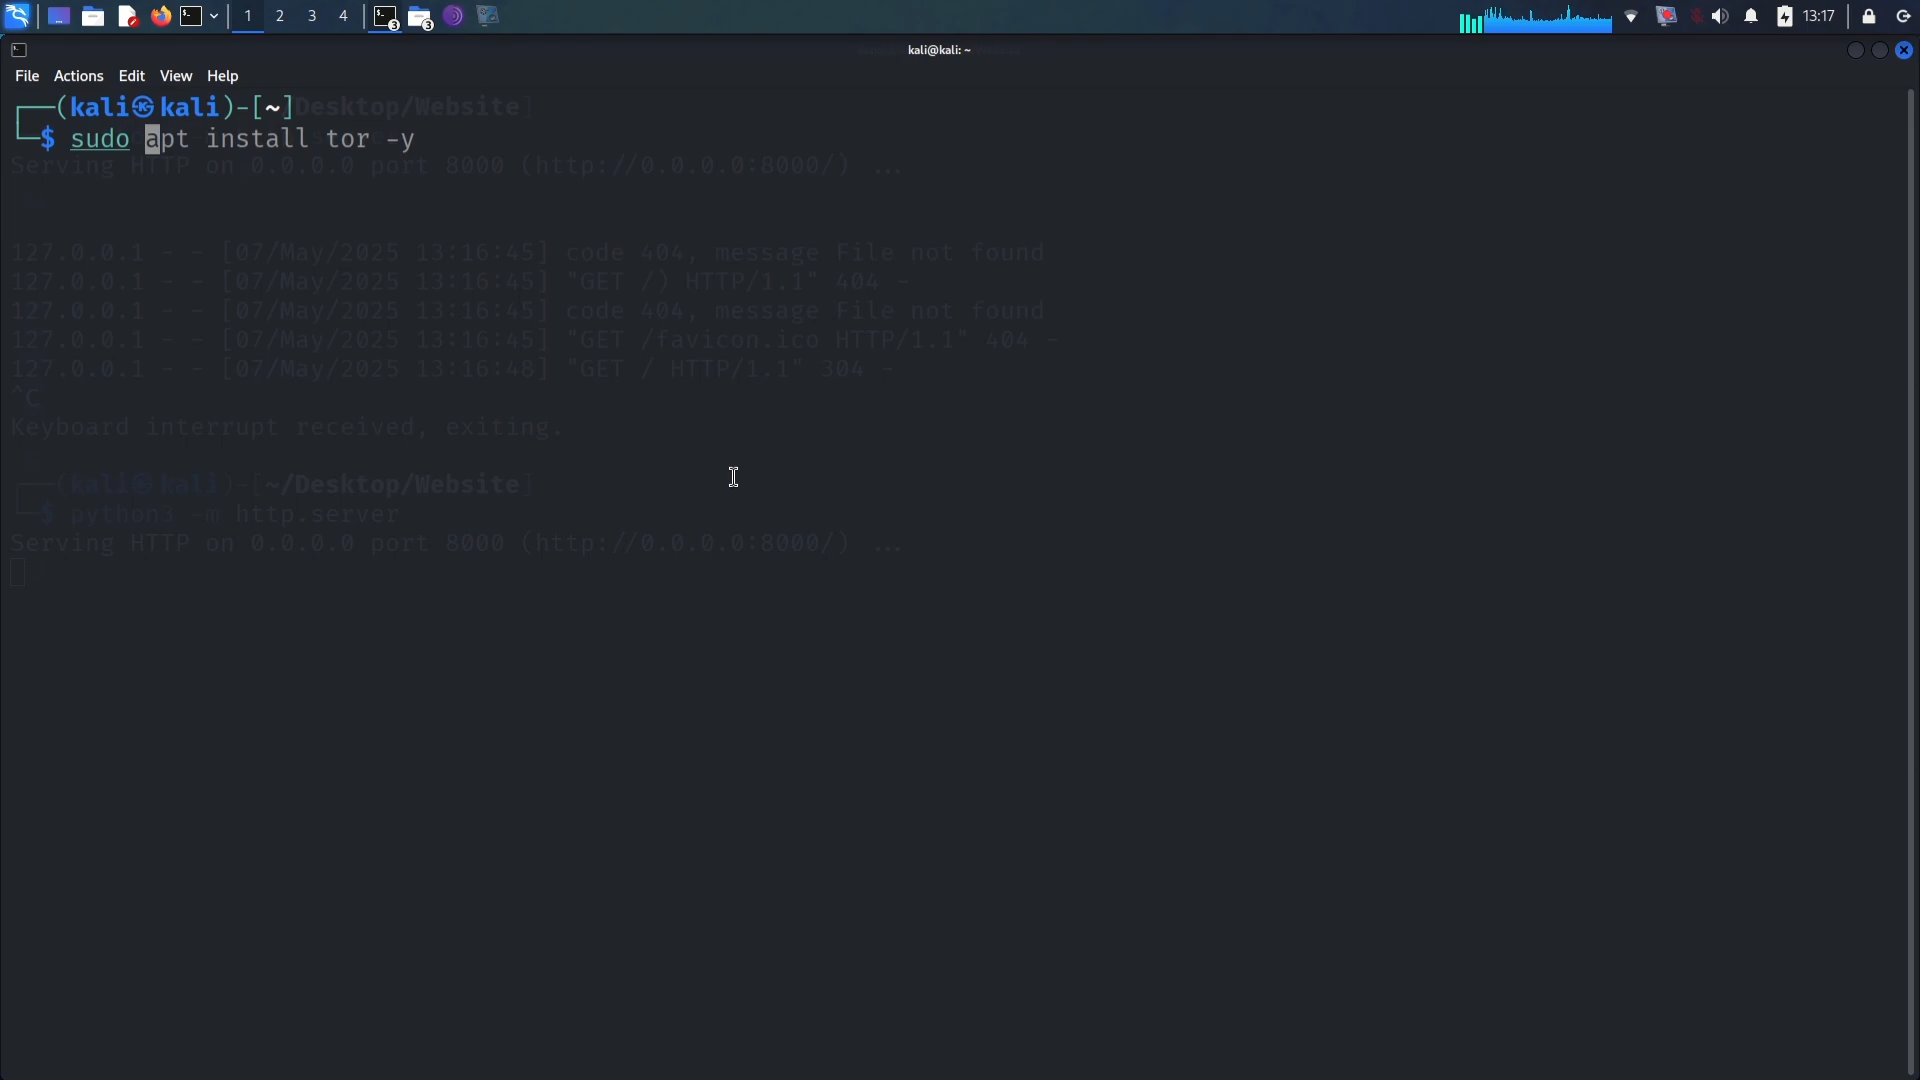 1 2 3 4 3 3 13:17
kali@kali: ~
File Actions Edit View Help
┌──(kali㉿kali)-[~]Desktop/Website]
└─$ sudo apt install tor -y
Serving HTTP on 0.0.0.0 port 8000 (http://0.0.0.0:8000/) ...
127.0.0.1 - - [07/May/2025 13:16:45] code 404, message File not found
127.0.0.1 - - [07/May/2025 13:16:45] "GET /) HTTP/1.1" 404 -
127.0.0.1 - - [07/May/2025 13:16:45] code 404, message File not found
127.0.0.1 - - [07/May/2025 13:16:45] "GET /favicon.ico HTTP/1.1" 404 -
127.0.0.1 - - [07/May/2025 13:16:48] "GET / HTTP/1.1" 304 -
^C
Keyboard interrupt received, exiting.
┌──(kali㉿kali)-[~/Desktop/Website]
└─$ python3 -m http.server
Serving HTTP on 0.0.0.0 port 8000 (http://0.0.0.0:8000/) ...